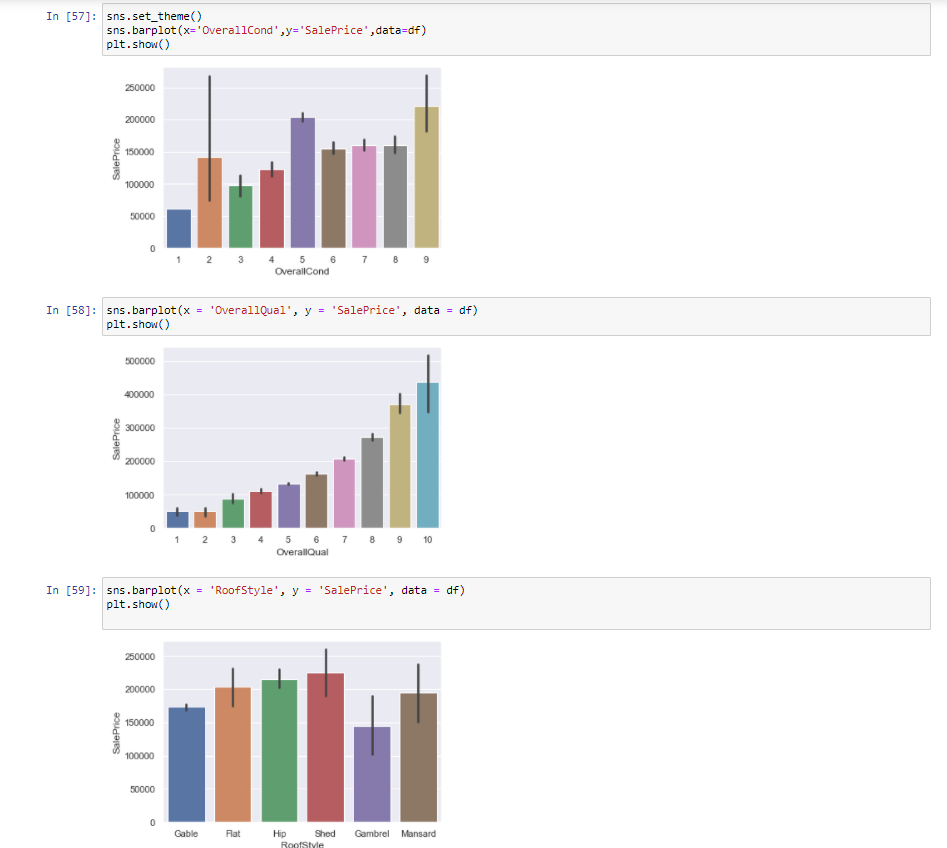 In [57]: sns.set_theme()
sns.barplot(x='OverallCond',y='SalePrice',data=df)
plt.show()
250000
200000
150000
100000
50000
0
SalePrice
1 2 3 4 5 6 7 8 9
OverallCond
In [58]: sns.barplot(x = 'OverallQual', y = 'SalePrice', data = df)
plt.show()
500000
400000
300000
200000
100000
0
SalePrice
1 2 3 4 5 6 7 8 9 10
OverallQual
In [59]: sns.barplot(x = 'RoofStyle', y = 'SalePrice', data = df)
plt.show()
250000
200000
150000
100000
50000
0
SalePrice
Gable Flat Hip Shed Gambrel Mansard
RoofStyle